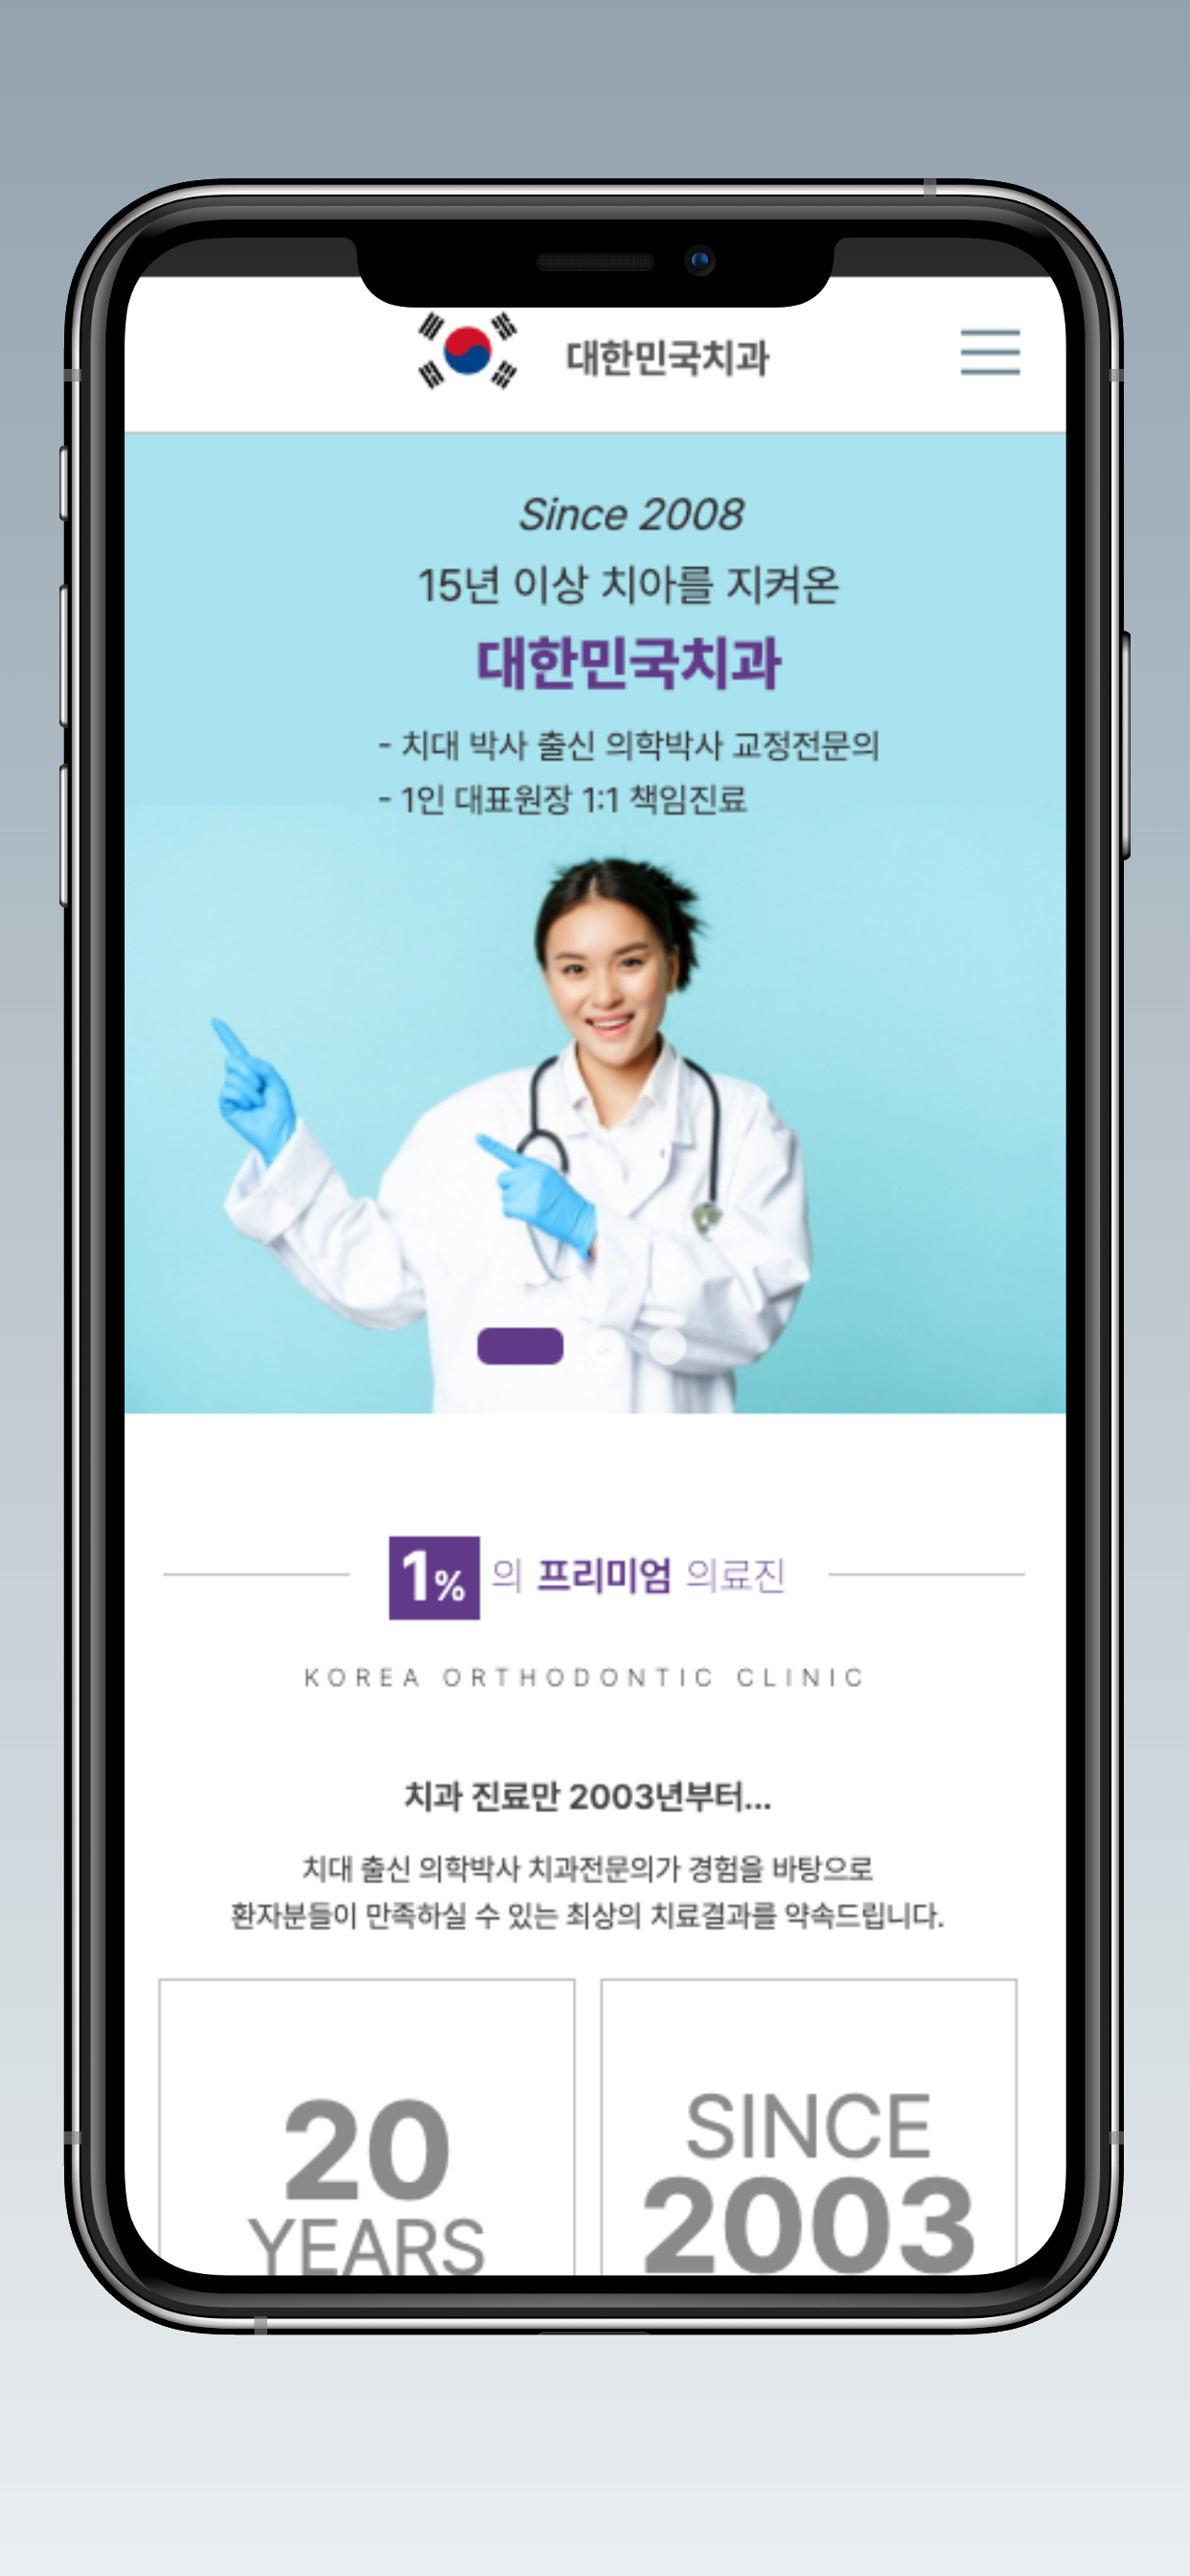 대한민국치과
Since 2008
15년 이상 치아를 지켜온
대한민국치과
- 치대 박사 출신 의학박사 교정전문의
- 1인 대표원장 1:1 책임진료
1% 의 프리미엄 의료진
KOREA ORTHODONTIC CLINIC
치과 진료만 2003년부터...
치대 출신 의학박사 치과전문의가 경험을 바탕으로
환자분들이 만족하실 수 있는 최상의 치료결과를 약속드립니다.
20
YEARS
SINCE
2003